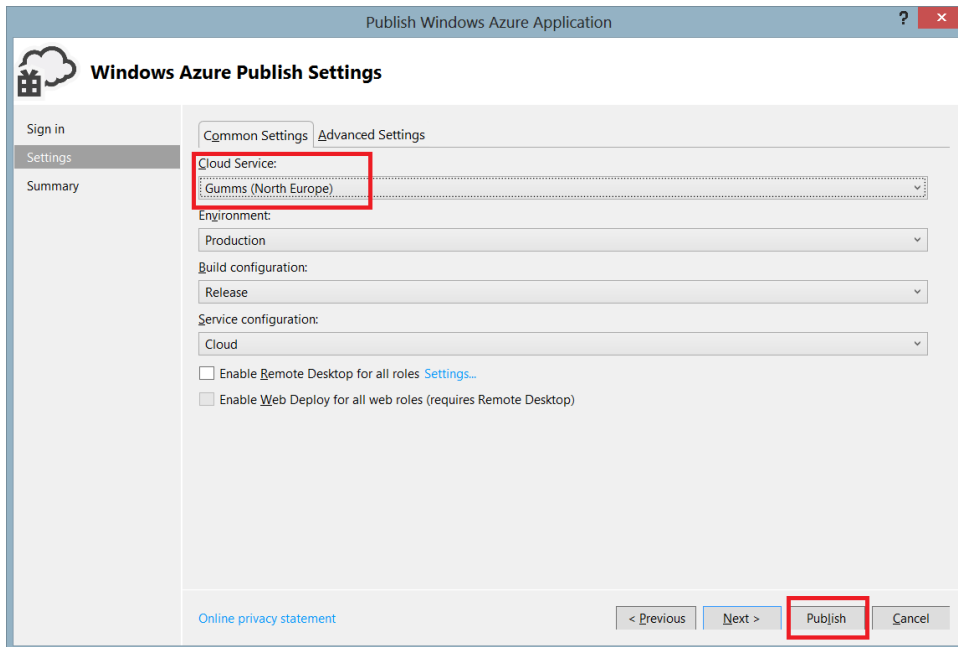 Publish Windows Azure Application
?
Windows Azure Publish Settings
Sign in
Settings
Summary
Common Settings Advanced Settings
Cloud Service:
Gumms (North Europe)
Environment:
Production
Build configuration:
Release
Service configuration:
Cloud
Enable Remote Desktop for all roles Settings...
Enable Web Deploy for all web roles (requires Remote Desktop)
Online privacy statement
< Previous Next > Publish Cancel